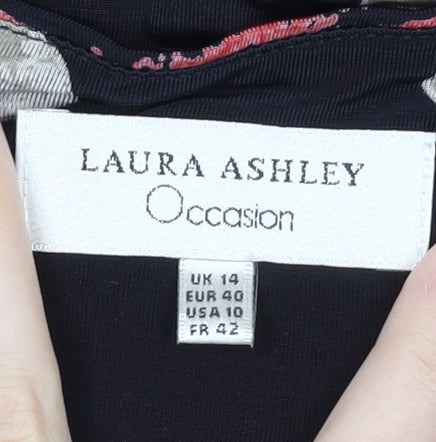 LAURA ASHLEY
Occasion
UK 14
EUR 40
USA 10
FR 42